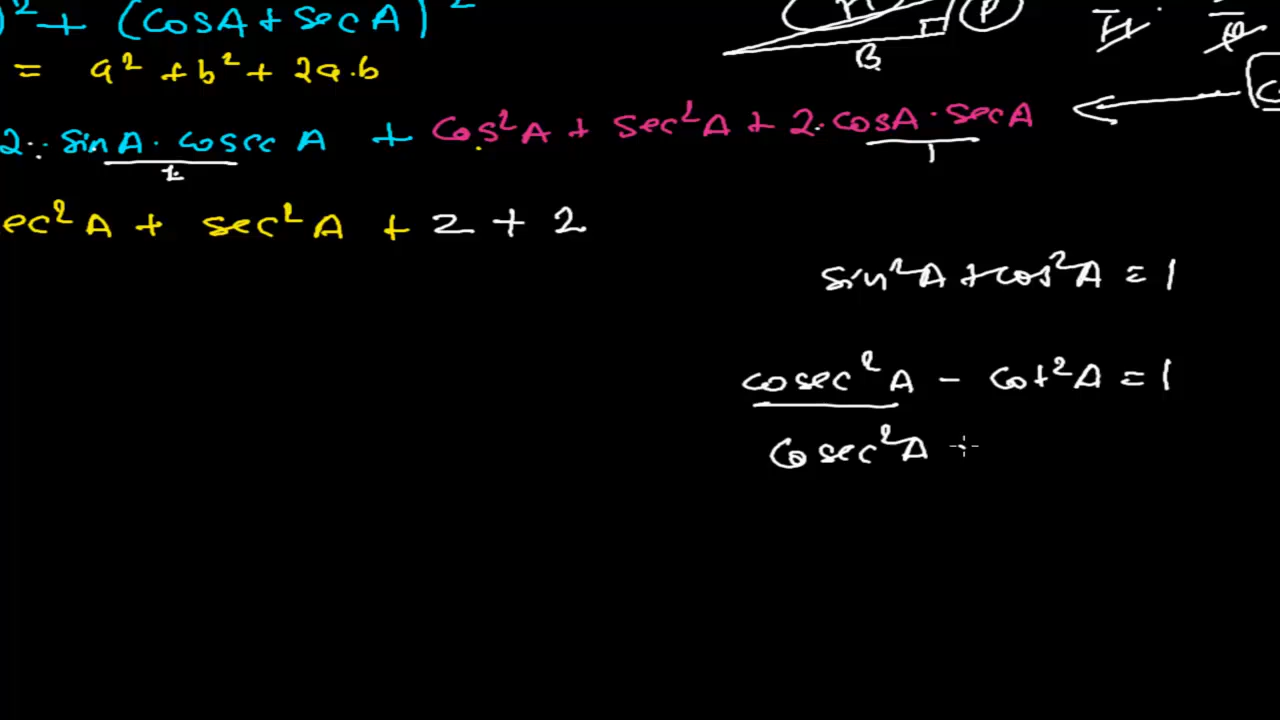 )² + (CosA + secA)²
= a² + b² + 2a.b
2. sinA. cosec A + cos²A + sec²A + 2.cosA.secA
1 1
ec²A + sec²A + 2 + 2
B
P
sin²A + cos²A = 1
cosec²A - cot²A = 1
cosec²A